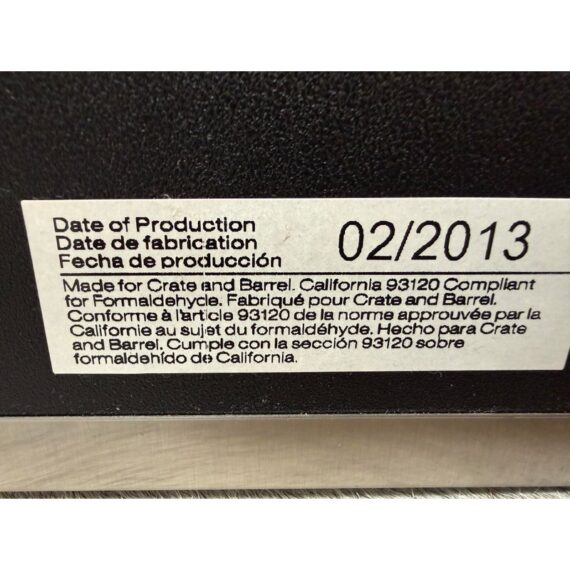 Date of Production
Date de fabrication
Fecha de producción
02/2013
Made for Crate and Barrel. California 93120 Compliant
for Formaldehyde. Fabriqué pour Crate and Barrel.
Conforme à l'article 93120 de la norme approuvée par la
Californie au sujet du formaldéhyde. Hecho para Crate
and Barrel. Cumple con la sección 93120 sobre
formaldehído de California.